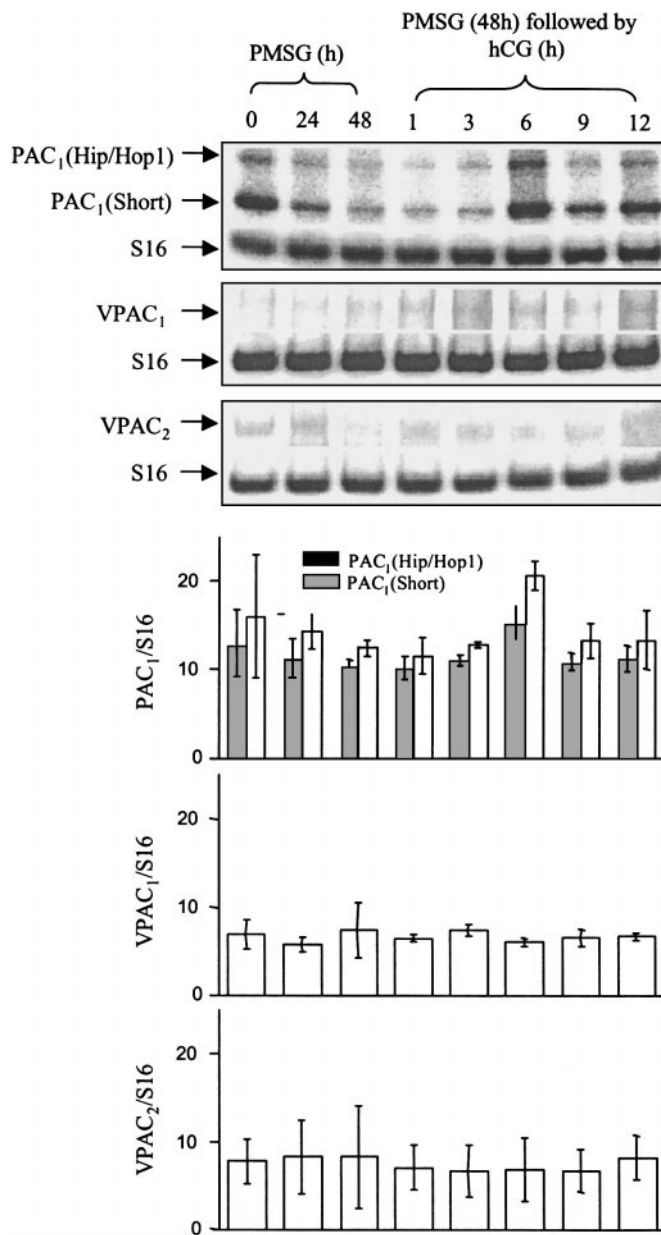 PMSG (h)
PMSG (48h) followed by
hCG (h)
0 24 48 1 3 6 9 12
PAC₁(Hip/Hop1)
PAC₁(Short)
S16
VPAC₁
S16
VPAC₂
S16
PAC₁(Hip/Hop1)
PAC₁(Short)
PAC₁/S16
20
10
0
VPAC₁/S16
20
10
0
VPAC₂/S16
20
10
0